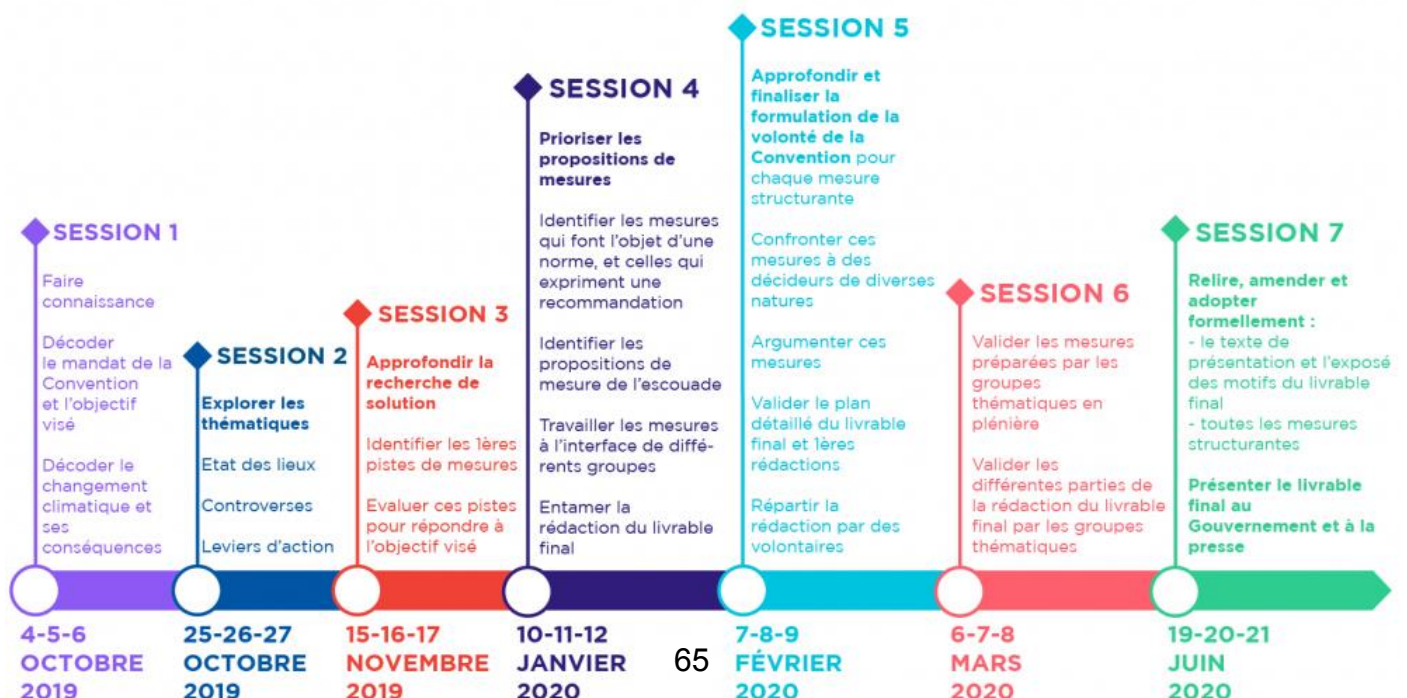 SESSION 1
Faire
connaissance
Décoder
le mandat de la
Convention
et l'objectif
visé
Décoder le
changement
climatique et
ses
conséquences
4-5-6
OCTOBRE
2019
SESSION 2
Explorer les
thématiques
Etat des lieux
Controverses
Leviers d'action
25-26-27
OCTOBRE
2019
SESSION 3
Approfondir la
recherche de
solution
Identifier les 1ères
pistes de mesures
Evaluer ces pistes
pour répondre à
l'objectif visé
15-16-17
NOVEMBRE
2019
SESSION 4
Prioriser les
propositions de
mesures
Identifier les mesures
qui font l'objet d'une
norme, et celles qui
expriment une
recommandation
Identifier les
propositions de
mesure de l'escouade
Travailler les mesures
à l'interface de diffé-
rents groupes
Entamer la
rédaction du livrable
final
10-11-12
JANVIER
2020
65
SESSION 5
Approfondir et
finaliser la
formulation de la
volonté de la
Convention pour
chaque mesure
structurante
Confronter ces
mesures à des
décideurs de diverses
natures
Argumenter ces
mesures
Valider le plan
détaillé du livrable
final et 1ères
rédactions
Répartir la
rédaction par des
volontaires
7-8-9
FÉVRIER
2020
SESSION 6
Valider les mesures
préparées par les
groupes
thématiques en
plénière
Valider les
différentes parties de
la rédaction du livrable
final par les groupes
thématiques
6-7-8
MARS
2020
SESSION 7
Relire, amender et
adopter
formellement :
- le texte de
présentation et l'exposé
des motifs du livrable
final
- toutes les mesures
structurantes
Présenter le livrable
final au
Gouvernement et à la
presse
19-20-21
JUIN
2020